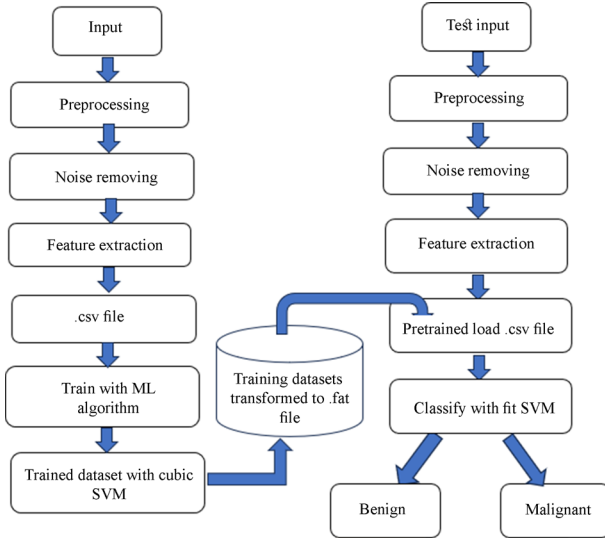 Input
Preprocessing
Noise removing
Feature extraction
.csv file
Train with ML
algorithm
Trained dataset with cubic
SVM
Training datasets
transformed to .fat
file
Test input
Preprocessing
Noise removing
Feature extraction
Pretrained load .csv file
Classify with fit SVM
Benign
Malignant